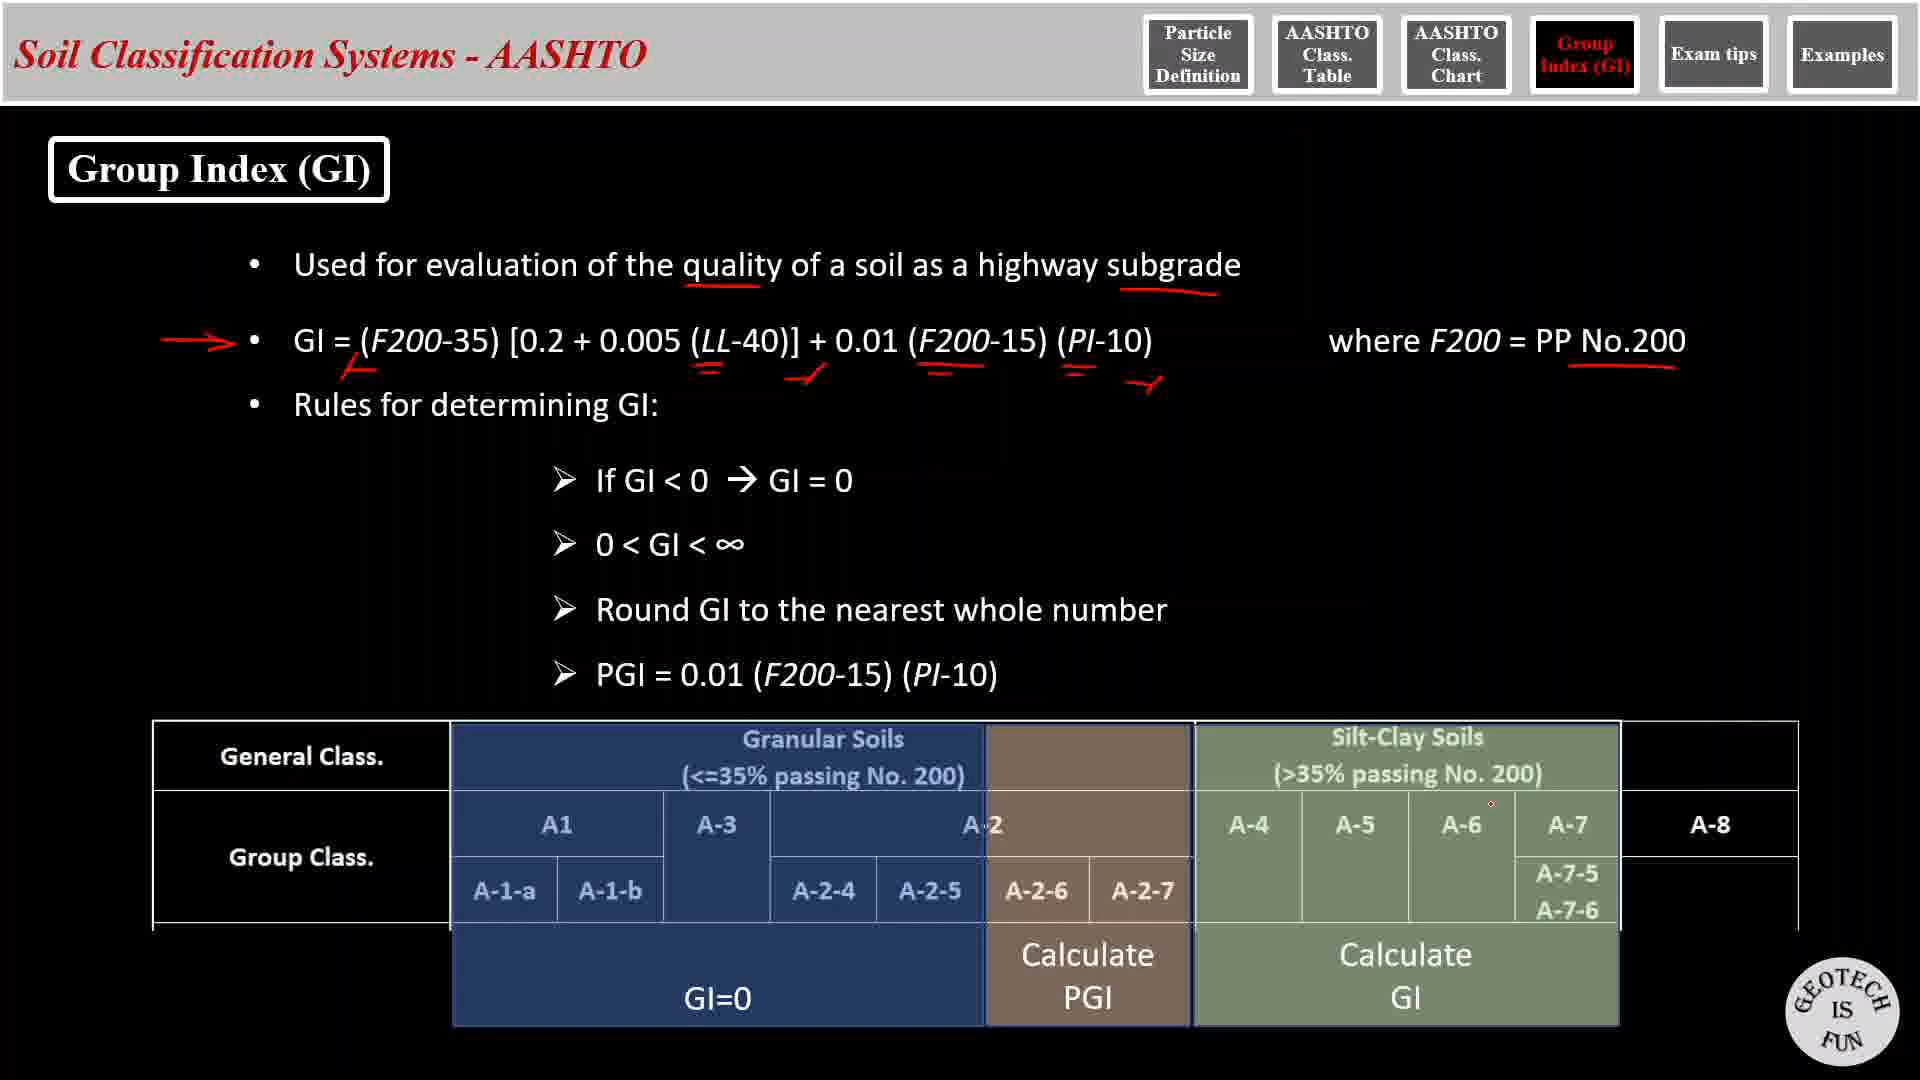 Soil Classification Systems - AASHTO
Particle
Size
Definition
AASHTO
Class.
Table
AASHTO
Class.
Chart
Group
Index (GI)
Exam tips
Examples
Group Index (GI)
• Used for evaluation of the quality of a soil as a highway subgrade
• GI = (F200-35) [0.2 + 0.005 (LL-40)] + 0.01 (F200-15) (PI-10) where F200 = PP No.200
• Rules for determining GI:
➢ If GI < 0 → GI = 0
➢ 0 < GI < ∞
➢ Round GI to the nearest whole number
➢ PGI = 0.01 (F200-15) (PI-10)
General Class.
Granular Soils
(<=35% passing No. 200)
Silt-Clay Soils
(>35% passing No. 200)
Group Class.
A1
A-3
A-2
A-4
A-5
A-6
A-7
A-8
A-1-a
A-1-b
A-2-4
A-2-5
A-2-6
A-2-7
A-7-5
A-7-6
GI=0
Calculate
PGI
Calculate
GI
GEOTECH
IS
FUN